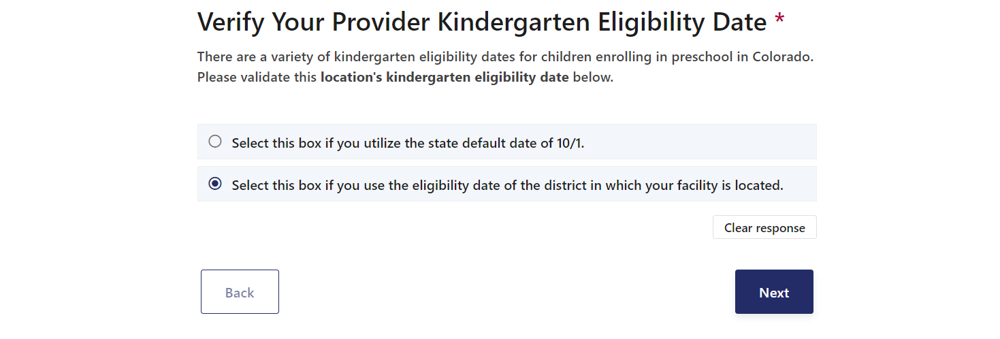 Verify Your Provider Kindergarten Eligibility Date *
There are a variety of kindergarten eligibility dates for children enrolling in preschool in Colorado.
Please validate this location's kindergarten eligibility date below.
Select this box if you utilize the state default date of 10/1.
Select this box if you use the eligibility date of the district in which your facility is located.
Clear response
Back
Next